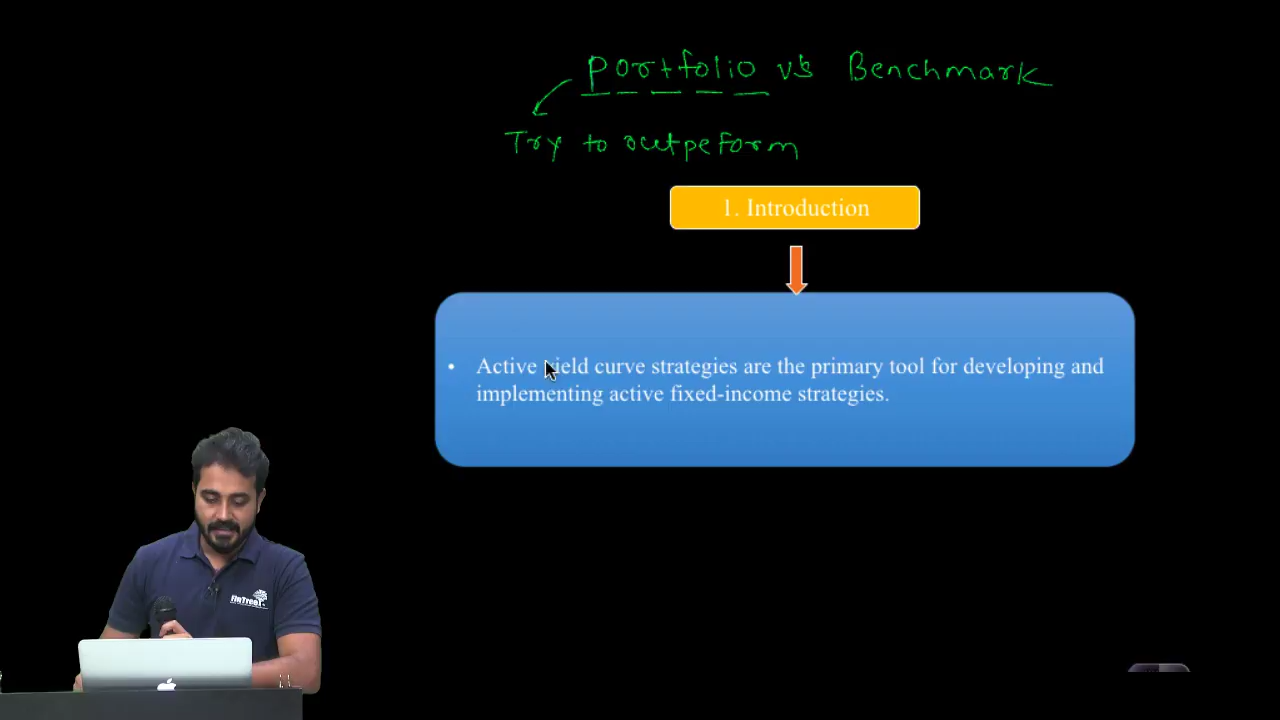 portfolio v/s Benchmark
Try to outpeform
1. Introduction
• Active yield curve strategies are the primary tool for developing and
implementing active fixed-income strategies.
FinTree